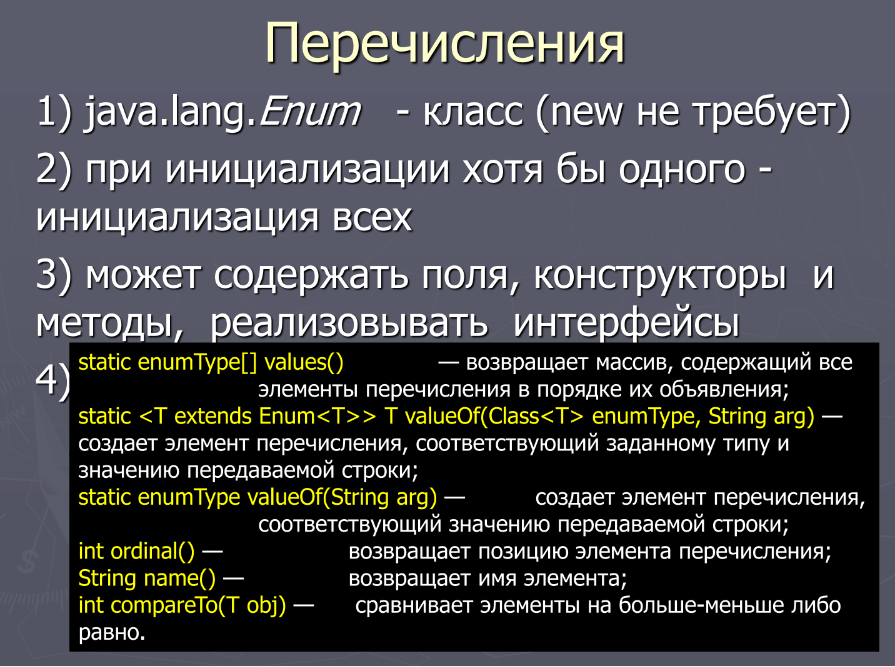 Перечисления
1) java.lang.Enum - класс (new не требует)
2) при инициализации хотя бы одного -
инициализация всех
3) может содержать поля, конструкторы и
методы, реализовывать интерфейсы
4)
static enumType[] values() — возвращает массив, содержащий все
элементы перечисления в порядке их объявления;
static <T extends Enum<T>> T valueOf(Class<T> enumType, String arg) —
создает элемент перечисления, соответствующий заданному типу и
значению передаваемой строки;
static enumType valueOf(String arg) — создает элемент перечисления,
соответствующий значению передаваемой строки;
int ordinal() — возвращает позицию элемента перечисления;
String name() — возвращает имя элемента;
int compareTo(T obj) — сравнивает элементы на больше-меньше либо
равно.